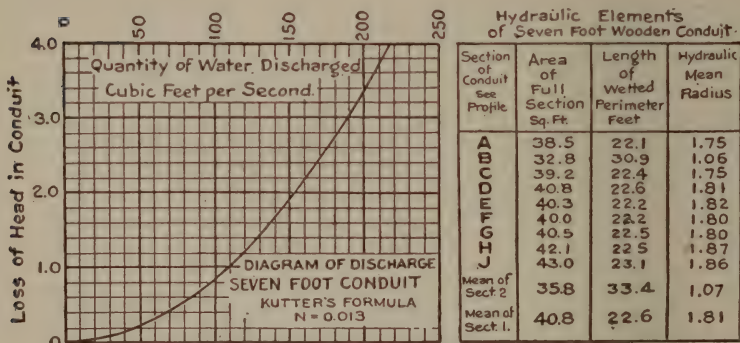 0
50
100
150
200
250
4.0
3.0
2.0
1.0
0
Loss of Head in Conduit
Quantity of Water Discharged
Cubic Feet per Second.
DIAGRAM OF DISCHARGE
SEVEN FOOT CONDUIT
KUTTER'S FORMULA
N = 0.013
Hydraulic Elements
of Seven Foot Wooden Conduit.
Section of Conduit See Profile
Area of Full Section Sq. Ft.
Length of Wetted Perimeter Feet
Hydraulic Mean Radius
A 38.5 22.1 1.75
B 32.8 30.9 1.06
C 39.2 22.4 1.75
D 40.8 22.6 1.81
E 40.3 22.2 1.82
F 40.0 22.2 1.80
G 40.5 22.5 1.80
H 42.1 22.5 1.87
J 43.0 23.1 1.86
Mean of Sect. 2 35.8 33.4 1.07
Mean of Sect. 1. 40.8 22.6 1.81